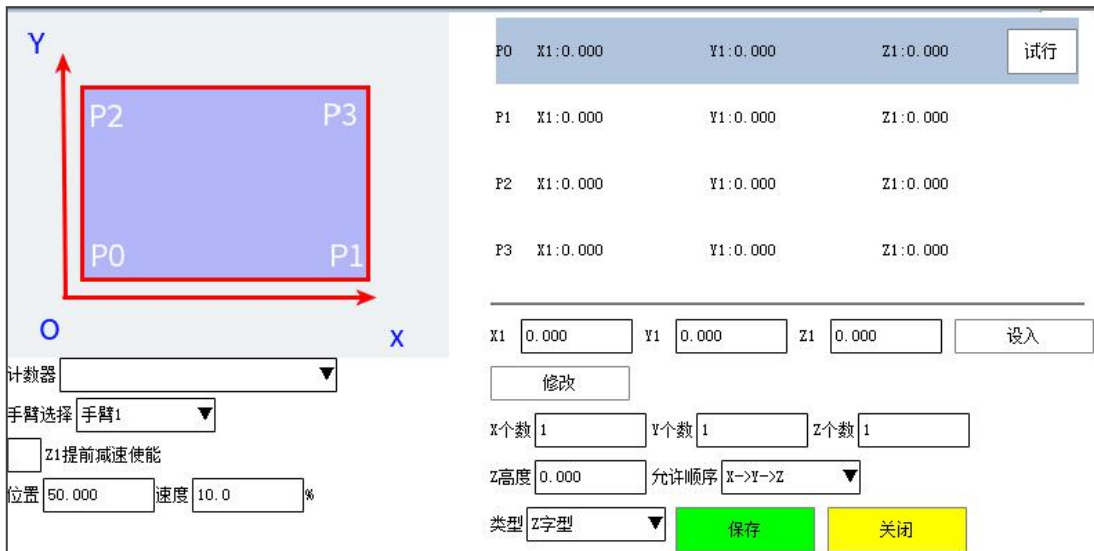 Y
P2 P3
P0 P1
O X
计数器
手臂选择 手臂1
Z1提前减速使能
位置 50.000 速度 10.0 %
P0 X1:0.000 Y1:0.000 Z1:0.000 试行
P1 X1:0.000 Y1:0.000 Z1:0.000
P2 X1:0.000 Y1:0.000 Z1:0.000
P3 X1:0.000 Y1:0.000 Z1:0.000
X1 0.000 Y1 0.000 Z1 0.000 设入
修改
X个数 1 Y个数 1 Z个数 1
Z高度 0.000 允许顺序 X->Y->Z
类型 Z字型 保存 关闭